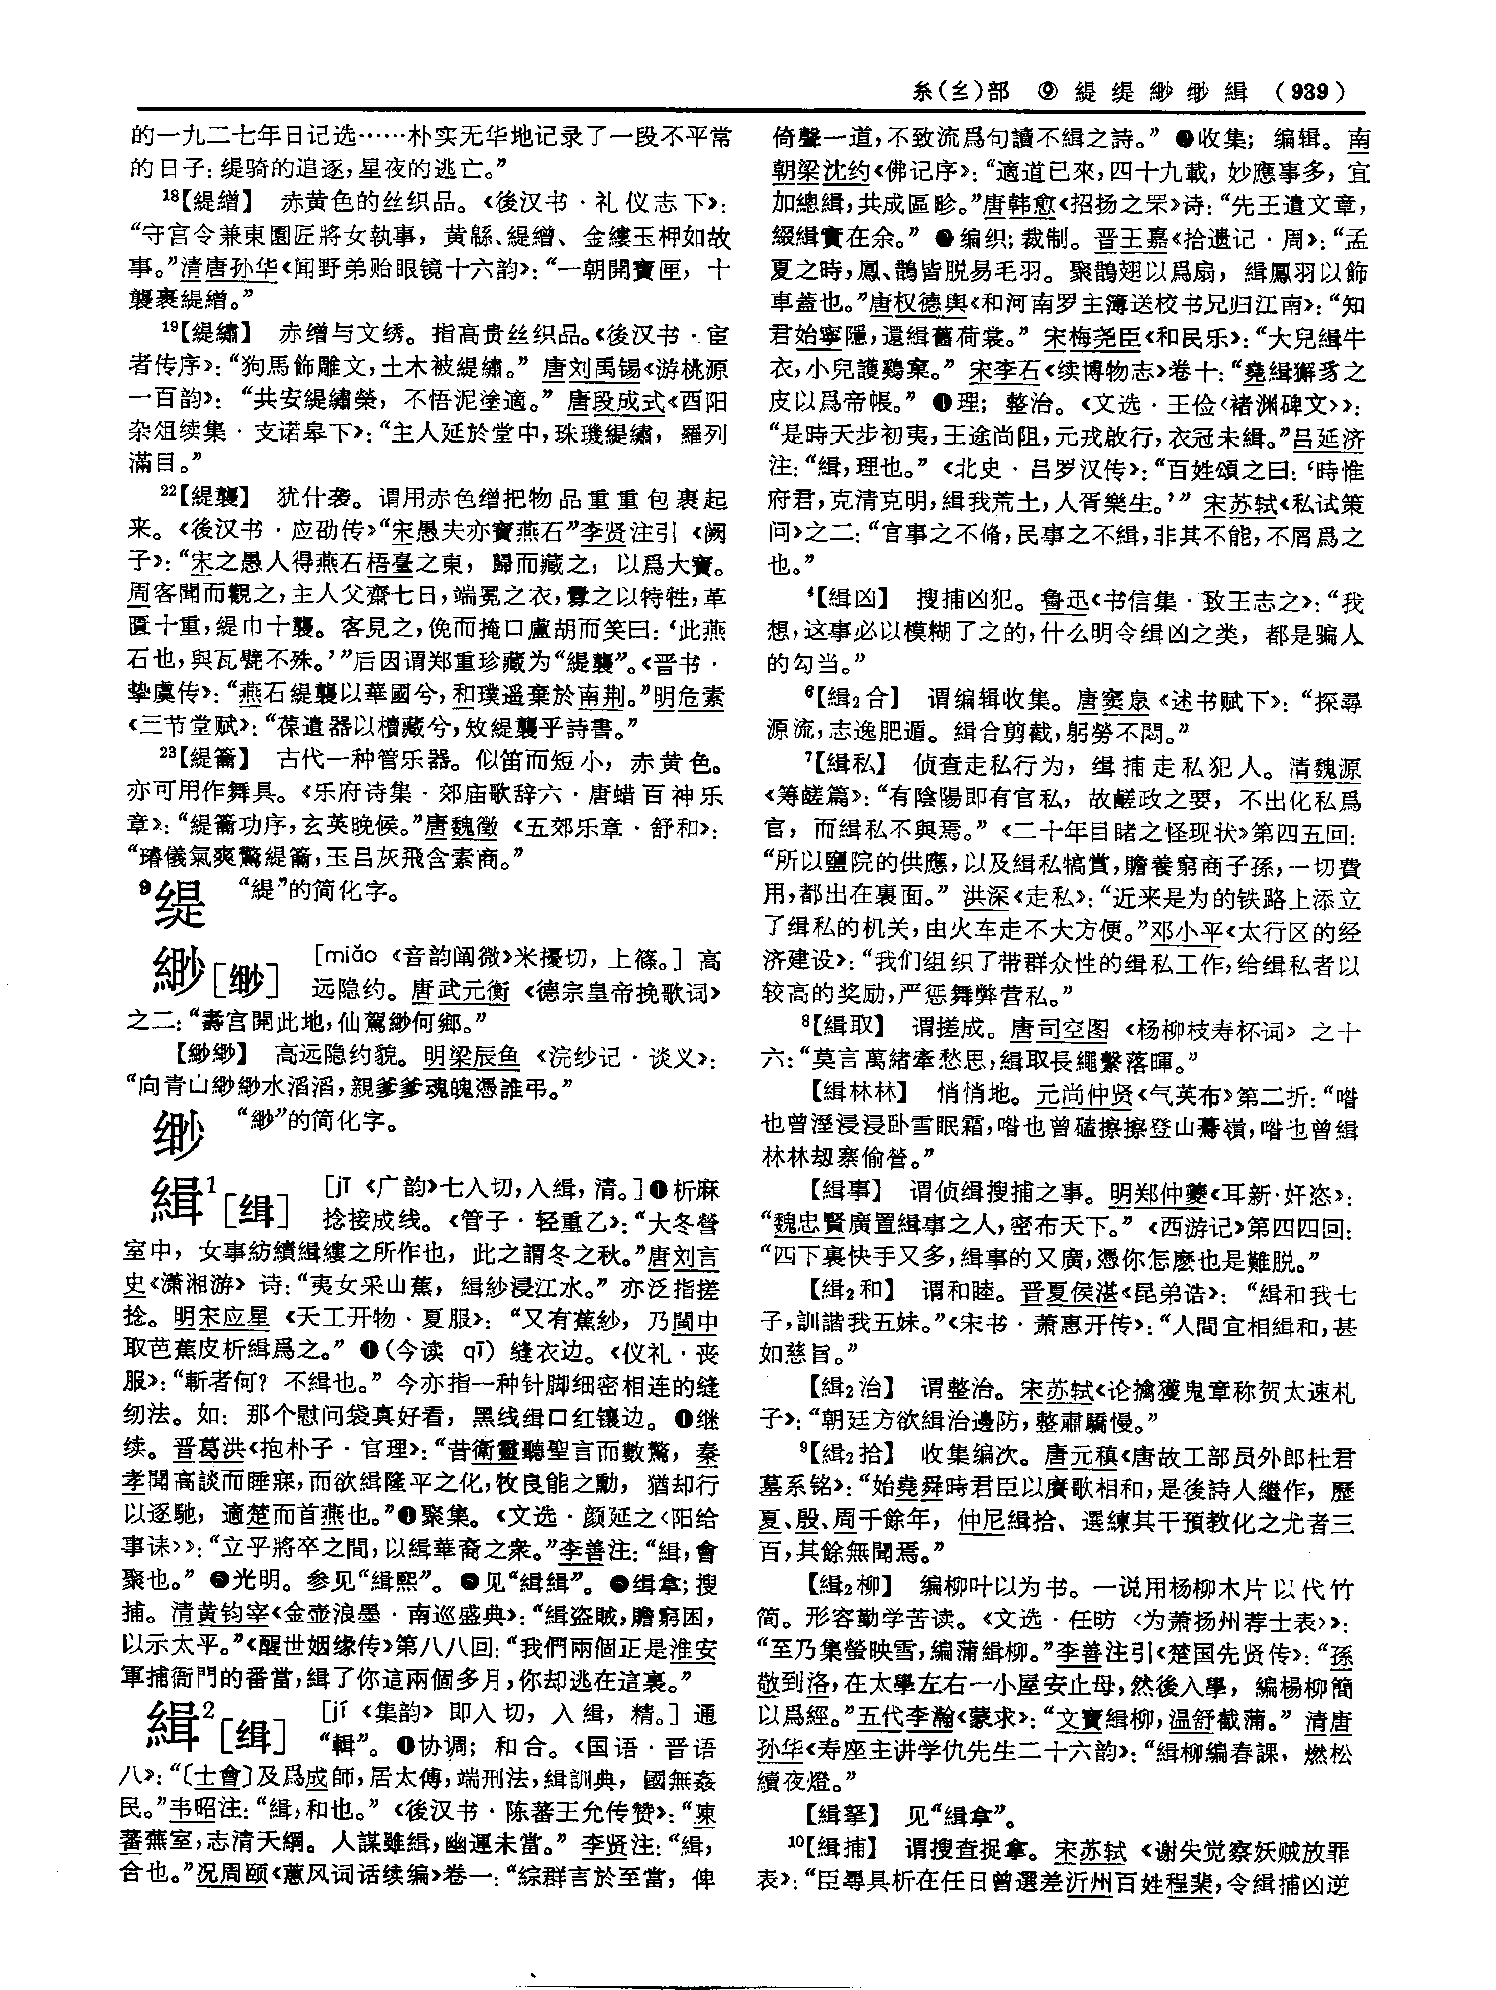 糸(纟)部 ⑨ 緹缇緲缈緝 (939)
的一九二七年日记选……朴实无华地记录了一段不平常
的日子:缇骑的追逐,星夜的逃亡。”
¹⁸【緹缯】 赤黄色的丝织品。《後汉书·礼仪志下》:
“守宫令兼東園匠將女執事,黄緜、緹繒、金縷玉柙如故
事。”清唐孙华《闻野弟贻眼镜十六韵》:“一朝開寶匣,十
襲裹緹繒。”
¹⁹【緹繡】 赤缯与文绣。指高贵丝织品。《後汉书·宦
者传序》:“狗馬飾雕文,土木被緹繡。”唐刘禹锡《游桃源
一百韵》:“共安緹繡榮,不悟泥塗適。”唐段成式《酉阳
杂俎续集·支诺皋下》:“主人延於堂中,珠璣緹繡,羅列
滿目。”
²²【緹襲】 犹什袭。谓用赤色缯把物品重重包裹起
来。《後汉书·应劭传》“宋愚夫亦寶燕石”李贤注引《阙
子》:“宋之愚人得燕石梧臺之東,歸而藏之,以爲大寶。
周客聞而觀之,主人父齋七日,端冕之衣,釁之以特牲,革
匱十重,緹巾十襲。客見之,俛而掩口盧胡而笑曰:‘此燕
石也,與瓦甓不殊。’”后因谓郑重珍藏为“緹襲”。《晋书·
挚虞传》:“燕石緹襲以華國兮,和璞遥棄於南荆。”明危素
《三节堂赋》:“葆遺器以櫝藏兮,攷緹襲乎詩書。”
²³【緹籥】 古代一种管乐器。似笛而短小,赤黄色。
亦可用作舞具。《乐府诗集·郊庙歌辞六·唐蜡百神乐
章》:“緹籥功序,玄英晚候。”唐魏徵《五郊乐章·舒和》:
“璿儀氣爽驚緹籥,玉吕灰飛含素商。”
⁹缇 “緹”的简化字。
緲[缈] [miǎo《音韵阐微》米擾切,上篠。]高
远隐约。唐武元衡《德宗皇帝挽歌词》
之二:“壽宫開此地,仙駕緲何鄉。”
【緲緲】 高远隐约貌。明梁辰鱼《浣纱记·谈义》:
“向青山緲緲水滔滔,親爹爹魂魄憑誰弔。”
缈 “緲”的简化字。
緝¹[缉] [jī《广韵》七入切,入緝,清。]❶析麻
捻接成线。《管子·轻重乙》:“大冬營
室中,女事紡績緝縷之所作也,此之謂冬之秋。”唐刘言
史《潇湘游》诗:“夷女采山蕉,緝紗浸江水。”亦泛指搓
捻。明宋应星《天工开物·夏服》:“又有蕉紗,乃閩中
取芭蕉皮析緝爲之。”❷(今读 qī)缝衣边。《仪礼·丧
服》:“斬者何?不緝也。”今亦指一种针脚细密相连的缝
纫法。如:那个慰问袋真好看,黑线缉口红镶边。❸继
续。晋葛洪《抱朴子·官理》:“昔衛靈聽聖言而數驚,秦
孝聞高談而睡寐,而欲緝隆平之化,牧良能之勳,猶却行
以逐馳,適楚而首燕也。”❹聚集。《文选·颜延之〈阳给
事诔〉》:“立乎將卒之間,以緝華裔之衆。”李善注:“緝,會
聚也。”❺光明。参见“緝熙”。❻见“緝緝”。❼缉拿;搜
捕。清黄钧宰《金壶浪墨·南巡盛典》:“緝盗賊,贍窮困,
以示太平。”《醒世姻缘传》第八八回:“我們兩個正是淮安
軍捕衙門的番當,緝了你這兩個多月,你却逃在這裏。”
緝²[缉] [jí《集韵》即入切,入緝,精。]通
“輯”。❶协调;和合。《国语·晋语
八》:“〔士會〕及爲成師,居太傅,端刑法,緝訓典,國無姦
民。”韦昭注:“緝,和也。”《後汉书·陈蕃王允传赞》:“陳
蕃蕪室,志清天綱。人謀雖緝,幽運未當。”李贤注:“緝,
合也。”况周颐《蕙风词话续编》卷一:“綜群言於至當,俾
倚聲一道,不致流爲句讀不緝之詩。”❷收集;编辑。南
朝梁沈约《佛记序》:“適道已來,四十九載,妙應事多,宜
加總緝,共成區畛。”唐韩愈《招扬之罘》诗:“先王遺文章,
綴緝實在余。”❸编织;裁制。晋王嘉《拾遗记·周》:“孟
夏之時,鳳、鵲皆脱易毛羽。聚鵲翅以爲扇,緝鳳羽以飾
車蓋也。”唐权德舆《和河南罗主簿送校书兄归江南》:“知
君始寧隱,還緝舊荷裳。”宋梅尧臣《和民乐》:“大兒緝牛
衣,小兒護鷄窠。”宋李石《续博物志》卷十:“堯緝獬豸之
皮以爲帝帳。”❹理;整治。《文选·王俭〈褚渊碑文〉》:
“是時天步初夷,王途尚阻,元戎啟行,衣冠未緝。”吕延济
注:“緝,理也。”《北史·吕罗汉传》:“百姓頌之曰:‘時惟
府君,克清克明,緝我荒土,人胥樂生。’”宋苏轼《私试策
问》之二:“官事之不脩,民事之不緝,非其不能,不屑爲之
也。”
⁴【緝凶】 搜捕凶犯。鲁迅《书信集·致王志之》:“我
想,这事必以模糊了之的,什么明令缉凶之类,都是骗人
的勾当。”
⁶【緝₂合】 谓编辑收集。唐窦臮《述书赋下》:“探尋
源流,志逸肥遁。緝合剪截,躬勞不悶。”
⁷【緝私】 侦查走私行为,缉捕走私犯人。清魏源
《筹鹾篇》:“有陰陽即有官私,故鹾政之要,不出化私爲
官,而緝私不與焉。”《二十年目睹之怪现状》第四五回:
“所以鹽院的供應,以及緝私犒賞,贍養窮商子孫,一切費
用,都出在裏面。”洪深《走私》:“近来是为的铁路上添立
了缉私的机关,由火车走不大方便。”邓小平《太行区的经
济建设》:“我们组织了带群众性的缉私工作,给缉私者以
较高的奖励,严惩舞弊营私。”
⁸【緝取】 谓搓成。唐司空图《杨柳枝寿杯词》之十
六:“莫言萬緒牽愁思,緝取長繩繫落暉。”
【緝林林】 悄悄地。元尚仲贤《气英布》第二折:“喒
也曾溼浸浸卧雪眠霜,喒也曾磕擦擦登山驀嶺,喒也曾緝
林林刼寨偷營。”
【緝事】 谓侦缉搜捕之事。明郑仲夔《耳新·奸恣》:
“魏忠賢廣置緝事之人,密布天下。”《西游记》第四四回:
“四下裏快手又多,緝事的又廣,憑你怎麽也是難脱。”
【緝₂和】 谓和睦。晋夏侯湛《昆弟诰》:“緝和我七
子,訓諧我五妹。”《宋书·萧惠开传》:“人間宜相緝和,甚
如慈旨。”
【緝₂治】 谓整治。宋苏轼《论擒獲鬼章称贺太速札
子》:“朝廷方欲緝治邊防,整肅驕慢。”
⁹【緝₂拾】 收集编次。唐元稹《唐故工部员外郎杜君
墓系铭》:“始堯舜時君臣以賡歌相和,是後詩人繼作,歷
夏、殷、周千餘年,仲尼緝拾、選練其干預教化之尤者三
百,其餘無聞焉。”
【緝₂柳】 编柳叶以为书。一说用杨柳木片以代竹
简。形容勤学苦读。《文选·任昉〈为萧扬州荐士表〉》:
“至乃集螢映雪,編蒲緝柳。”李善注引《楚国先贤传》:“孫
敬到洛,在太學左右一小屋安止母,然後入學,編楊柳簡
以爲經。”五代李瀚《蒙求》:“文寶緝柳,温舒截蒲。”清唐
孙华《寿座主讲学仇先生二十六韵》:“緝柳編春課,燃松
續夜燈。”
【緝拏】 见“緝拿”。
¹⁰【緝捕】 谓搜查捉拿。宋苏轼《谢失觉察妖贼放罪
表》:“臣尋具析在任日曾選差沂州百姓程棐,令緝捕凶逆